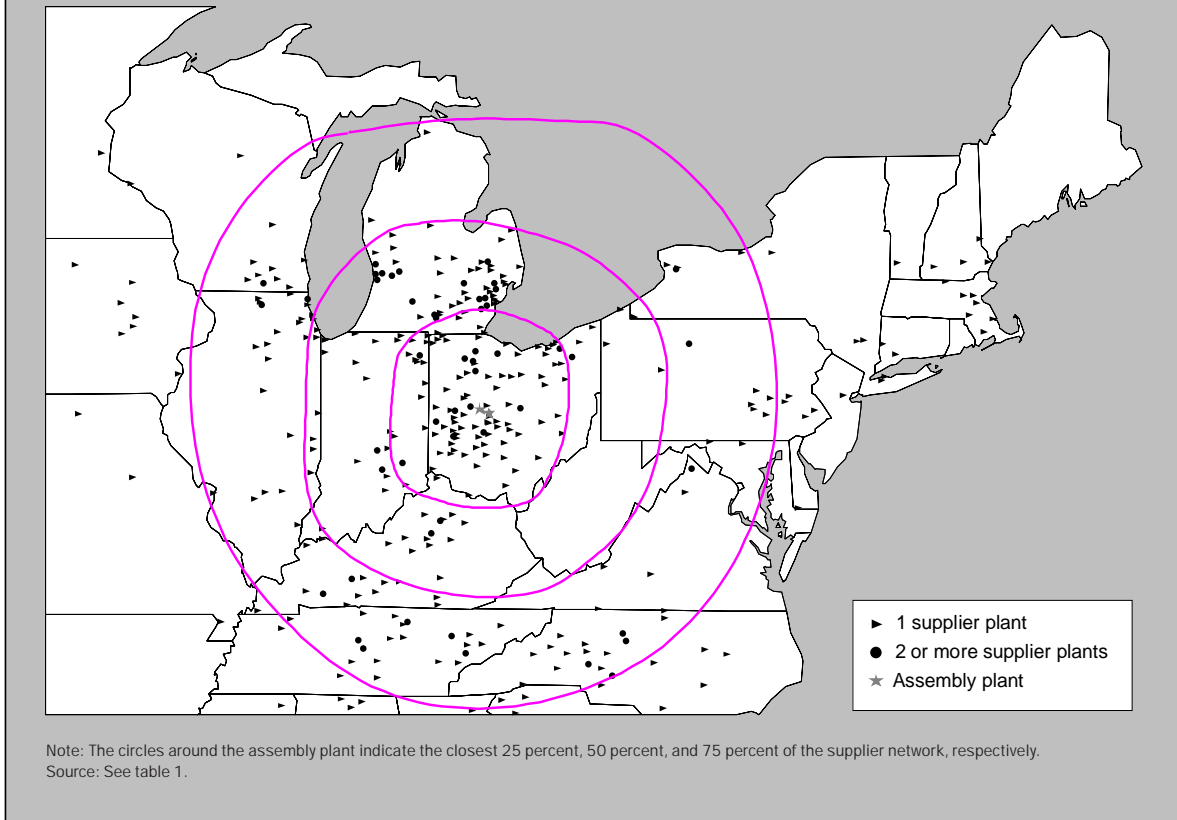 1 supplier plant
2 or more supplier plants
Assembly plant
Note: The circles around the assembly plant indicate the closest 25 percent, 50 percent, and 75 percent of the supplier network, respectively.
Source: See table 1.